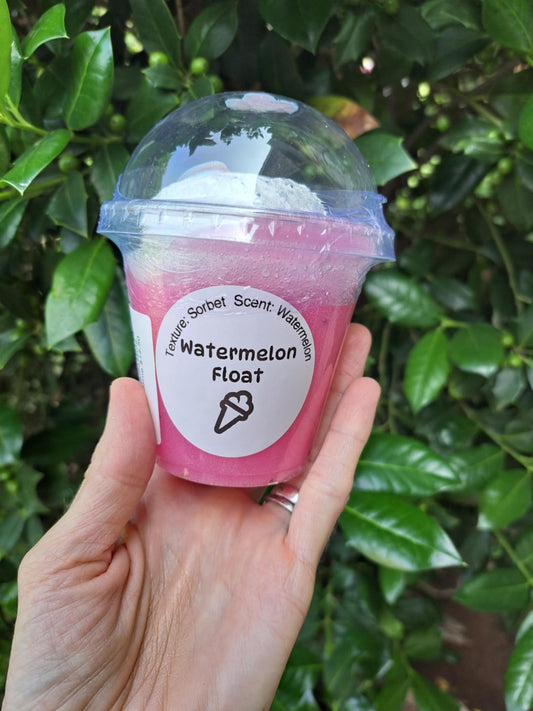 Texture: Sorbet Scent: Watermelon
Watermelon
Float